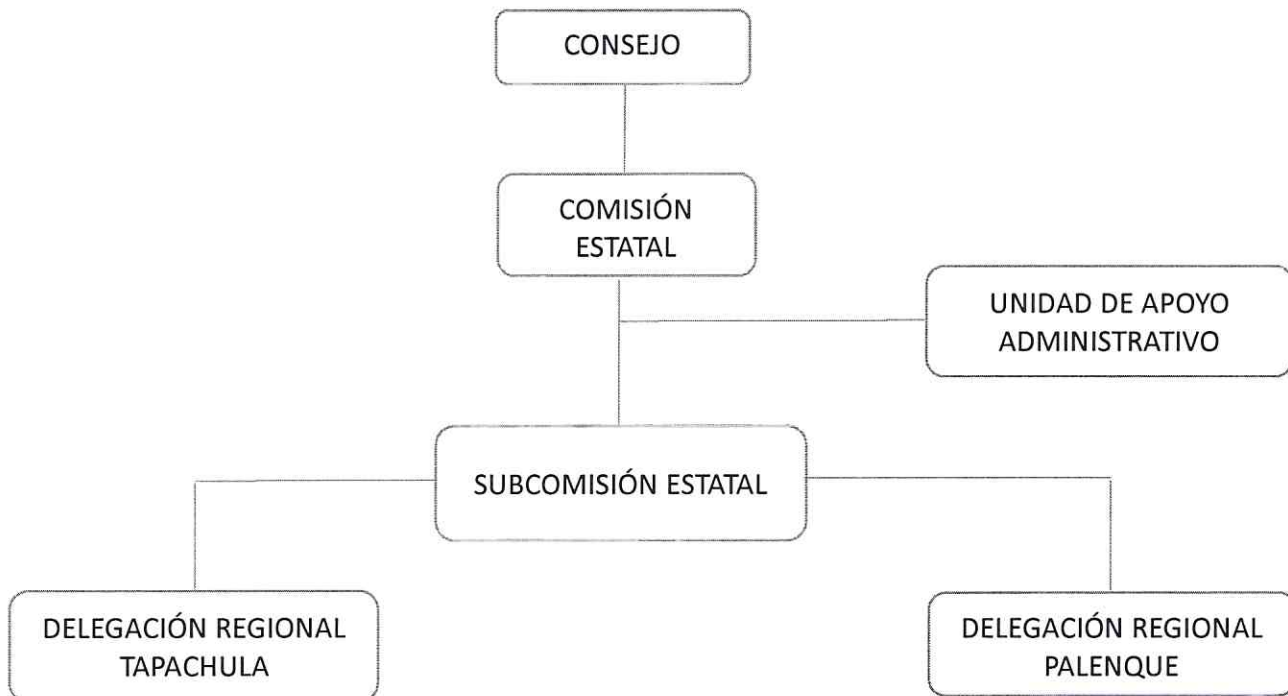 CONSEJO
COMISIÓN
ESTATAL
UNIDAD DE APOYO
ADMINISTRATIVO
SUBCOMISIÓN ESTATAL
DELEGACIÓN REGIONAL
TAPACHULA
DELEGACIÓN REGIONAL
PALENQUE